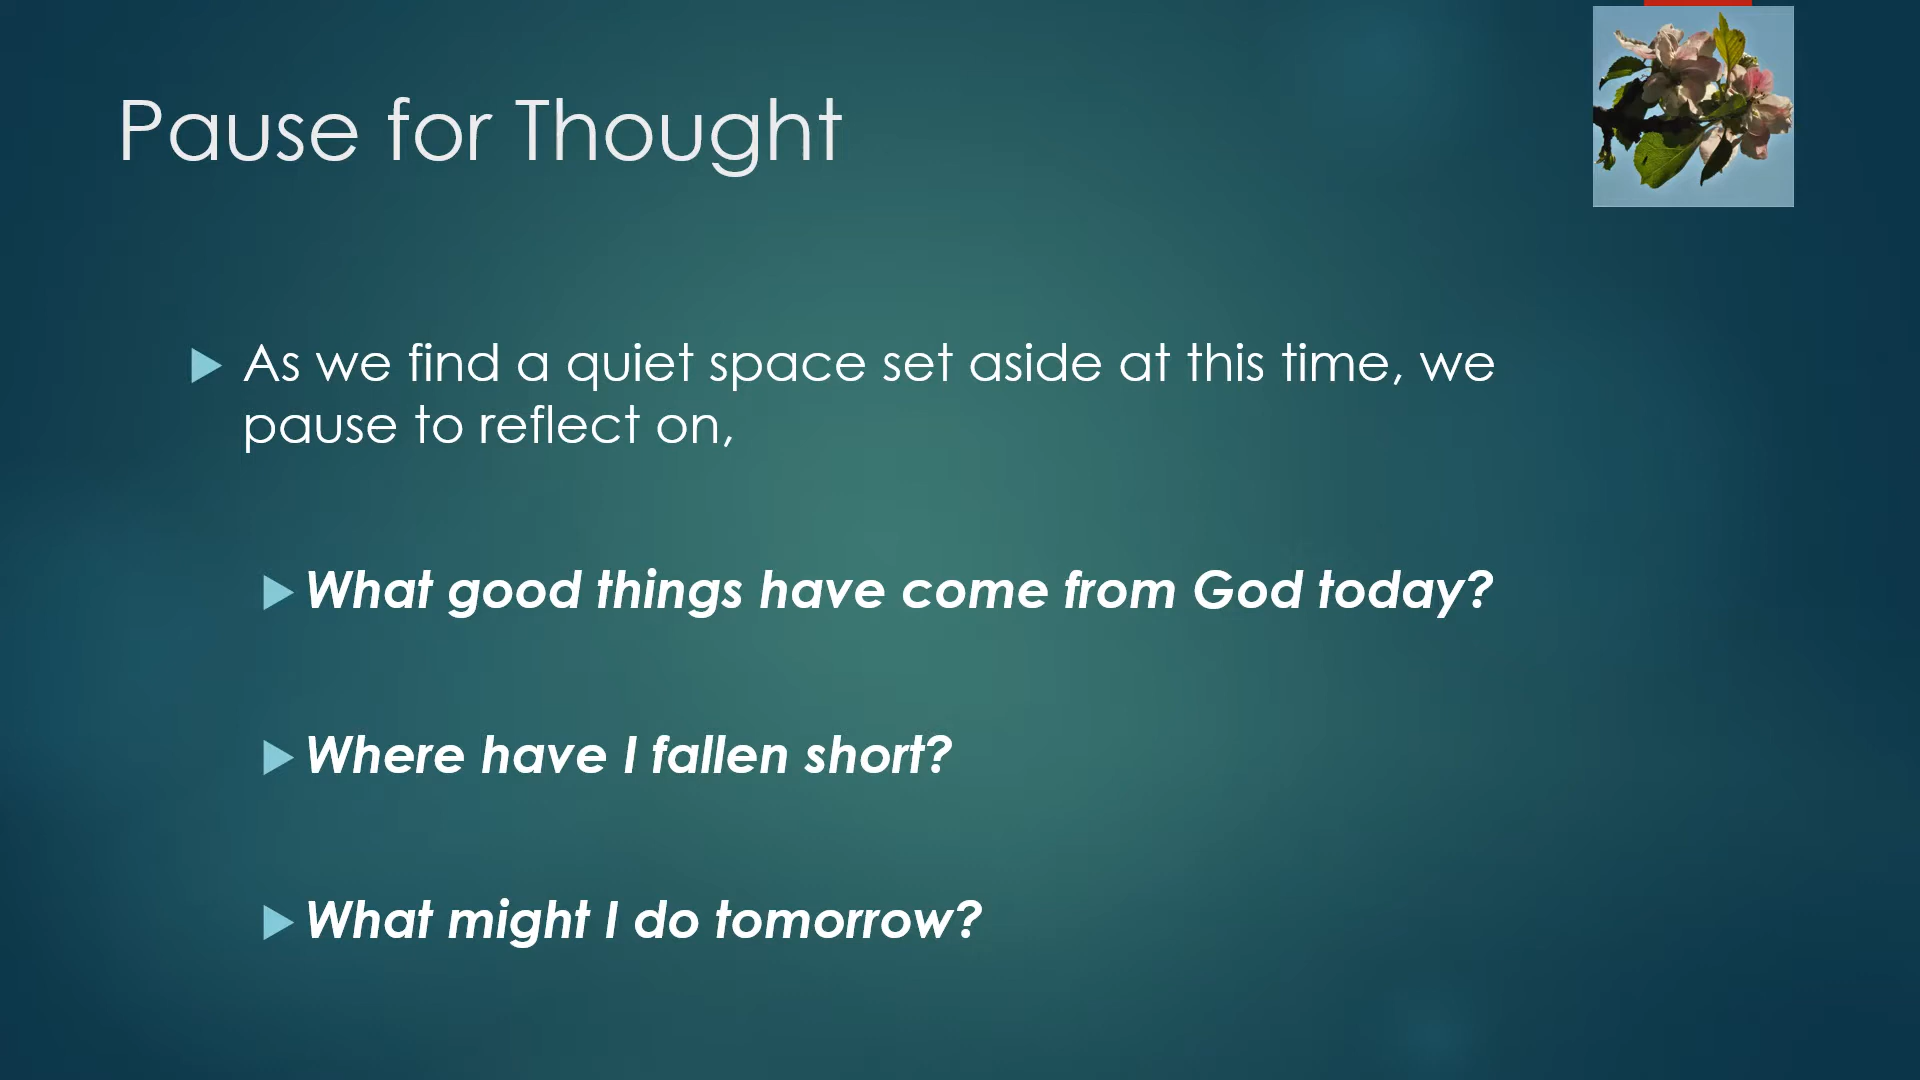 Pause for Thought
As we find a quiet space set aside at this time, we
pause to reflect on,
What good things have come from God today?
Where have I fallen short?
What might I do tomorrow?